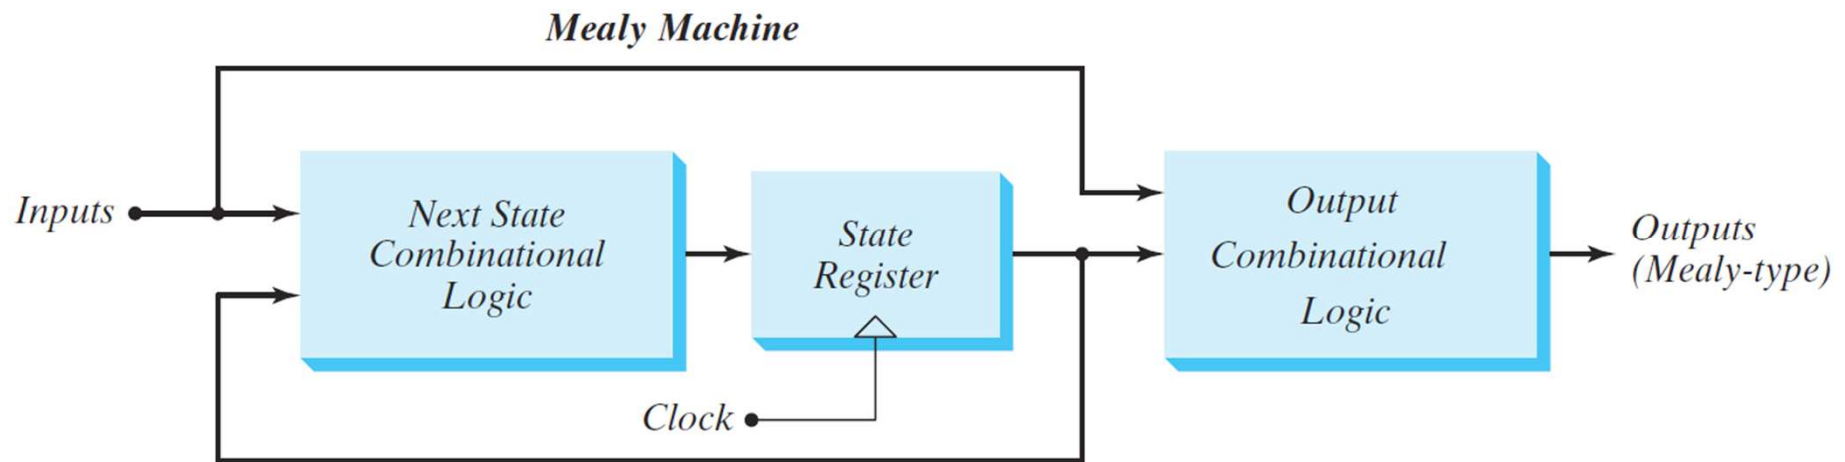 Mealy Machine
Inputs
Next State
Combinational
Logic
State
Register
Clock
Output
Combinational
Logic
Outputs
(Mealy-type)